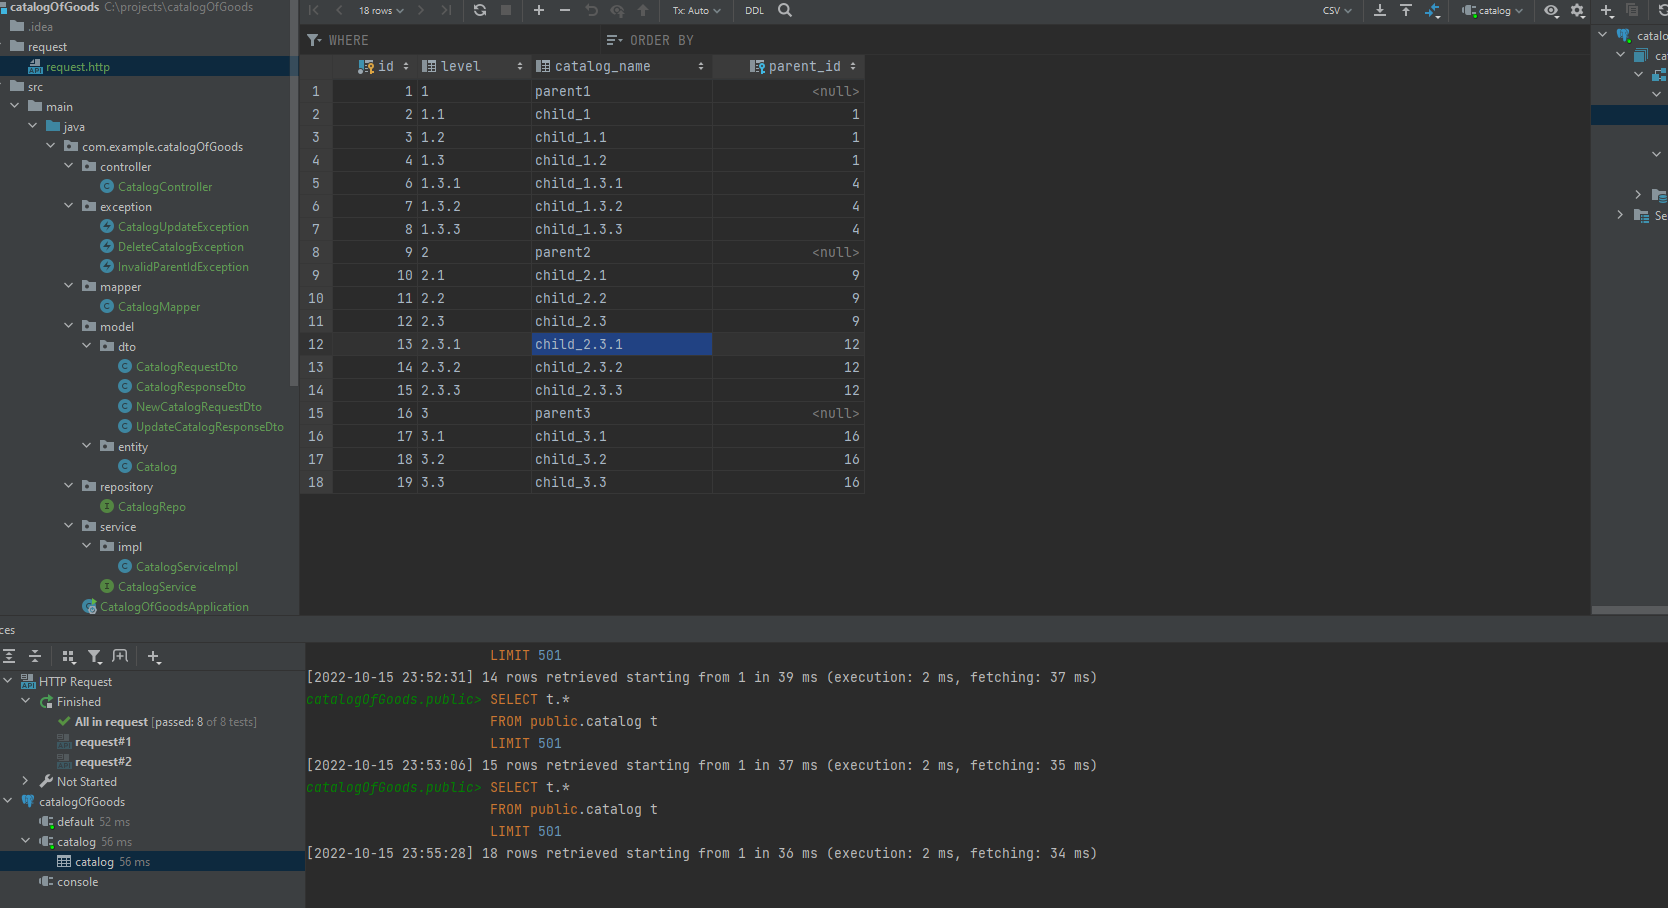 catalogOfGoods C:\projects\catalogOfGoods
.idea
request
request.http
src
main
java
com.example.catalogOfGoods
controller
CatalogController
exception
CatalogUpdateException
DeleteCatalogException
InvalidParentIdException
mapper
CatalogMapper
model
dto
CatalogRequestDto
CatalogResponseDto
NewCatalogRequestDto
UpdateCatalogResponseDto
entity
Catalog
repository
CatalogRepo
service
impl
CatalogServiceImpl
CatalogService
CatalogOfGoodsApplication
18 rows Tx: Auto DDL CSV catalog
WHERE ORDER BY
id level catalog_name parent_id
1 1 1 parent1 <null>
2 2 1.1 child_1 1
3 3 1.2 child_1.1 1
4 4 1.3 child_1.2 1
5 6 1.3.1 child_1.3.1 4
6 7 1.3.2 child_1.3.2 4
7 8 1.3.3 child_1.3.3 4
8 9 2 parent2 <null>
9 10 2.1 child_2.1 9
10 11 2.2 child_2.2 9
11 12 2.3 child_2.3 9
12 13 2.3.1 child_2.3.1 12
13 14 2.3.2 child_2.3.2 12
14 15 2.3.3 child_2.3.3 12
15 16 3 parent3 <null>
16 17 3.1 child_3.1 16
17 18 3.2 child_3.2 16
18 19 3.3 child_3.3 16
catalo
ca
Se
ces
HTTP Request
Finished
All in request [passed: 8 of 8 tests]
request#1
request#2
Not Started
catalogOfGoods
default 52 ms
catalog 56 ms
catalog 56 ms
console
LIMIT 501
[2022-10-15 23:52:31] 14 rows retrieved starting from 1 in 39 ms (execution: 2 ms, fetching: 37 ms)
catalogOfGoods.public> SELECT t.*
FROM public.catalog t
LIMIT 501
[2022-10-15 23:53:06] 15 rows retrieved starting from 1 in 37 ms (execution: 2 ms, fetching: 35 ms)
catalogOfGoods.public> SELECT t.*
FROM public.catalog t
LIMIT 501
[2022-10-15 23:55:28] 18 rows retrieved starting from 1 in 36 ms (execution: 2 ms, fetching: 34 ms)